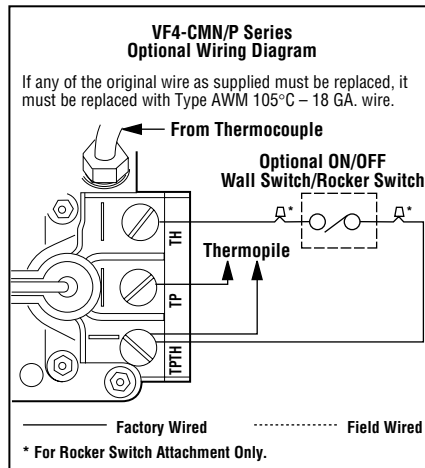 VF4-CMN/P Series
Optional Wiring Diagram
If any of the original wire as supplied must be replaced, it
must be replaced with Type AWM 105°C – 18 GA. wire.
From Thermocouple
Optional ON/OFF
Wall Switch/Rocker Switch
*
*
TH
Thermopile
TP
TPTH
Factory Wired
Field Wired
* For Rocker Switch Attachment Only.